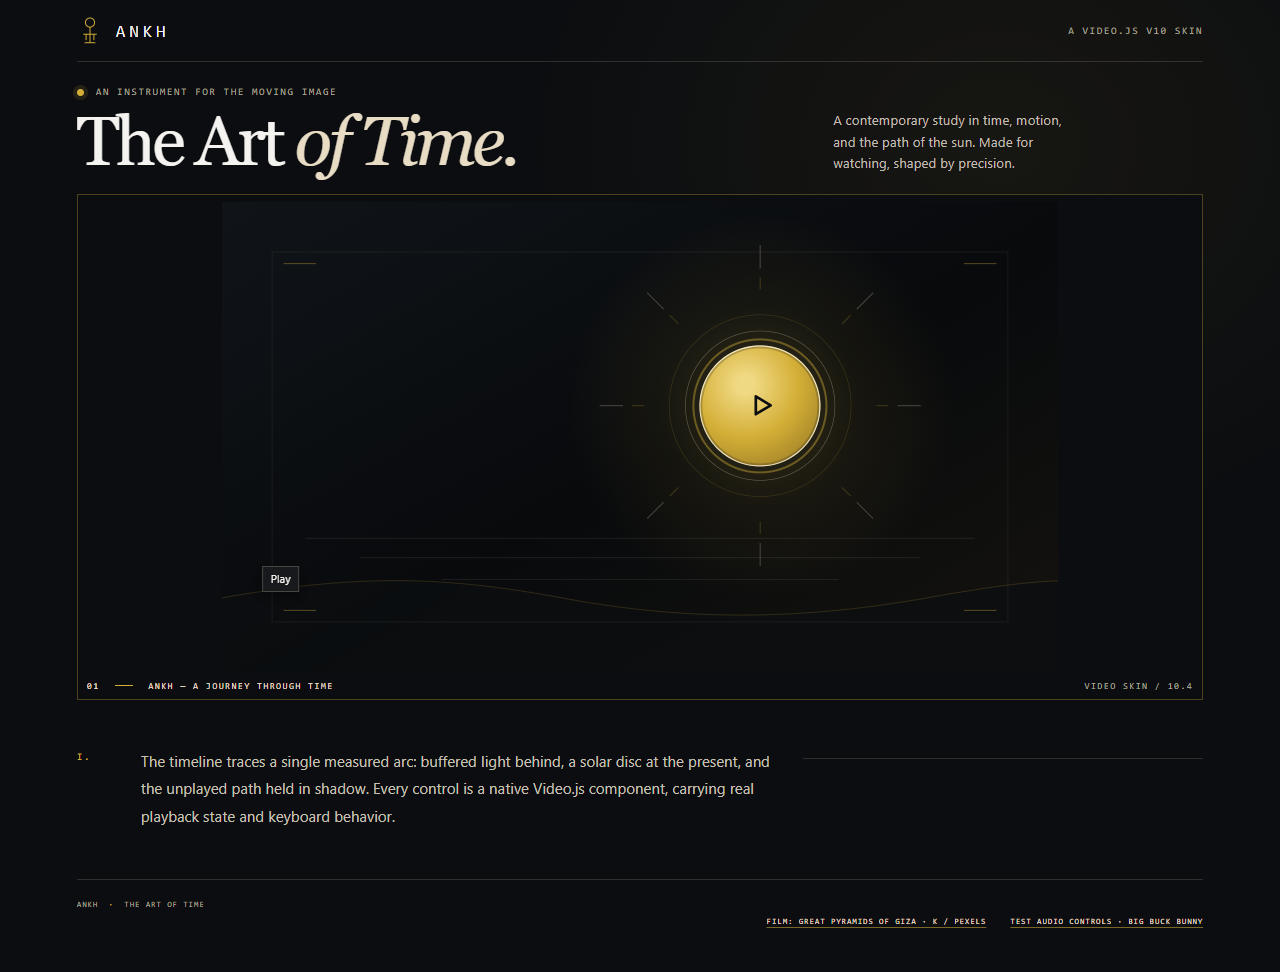 ANKH
A VIDEO.JS V10 SKIN
AN INSTRUMENT FOR THE MOVING IMAGE
The Art of Time.
A contemporary study in time, motion,
and the path of the sun. Made for
watching, shaped by precision.
Play
01 — ANKH — A JOURNEY THROUGH TIME
VIDEO SKIN / 10.4
I.
The timeline traces a single measured arc: buffered light behind, a solar disc at the present, and
the unplayed path held in shadow. Every control is a native Video.js component, carrying real
playback state and keyboard behavior.
ANKH · THE ART OF TIME
FILM: GREAT PYRAMIDS OF GIZA · K / PEXELS
TEST AUDIO CONTROLS · BIG BUCK BUNNY